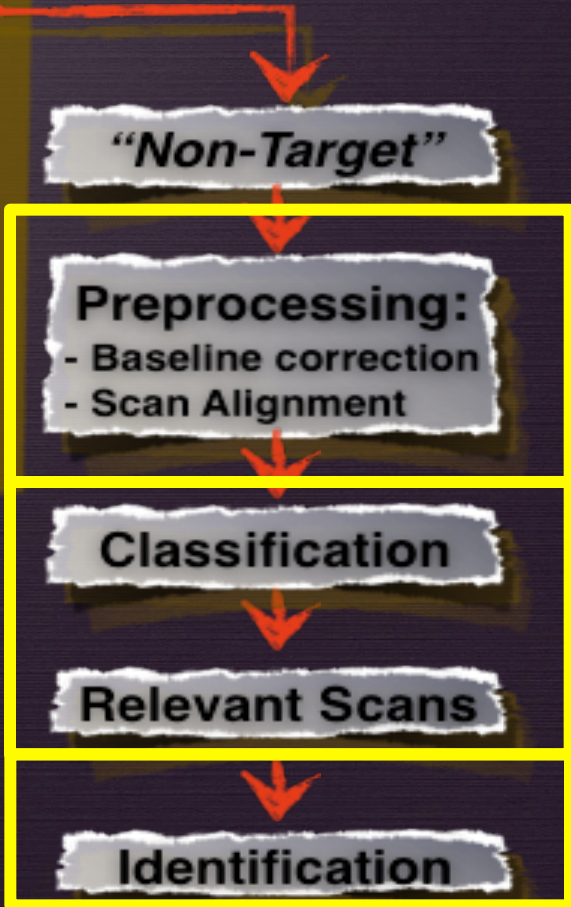 “Non-Target”
Preprocessing:
- Baseline correction
- Scan Alignment
Classification
Relevant Scans
Identification